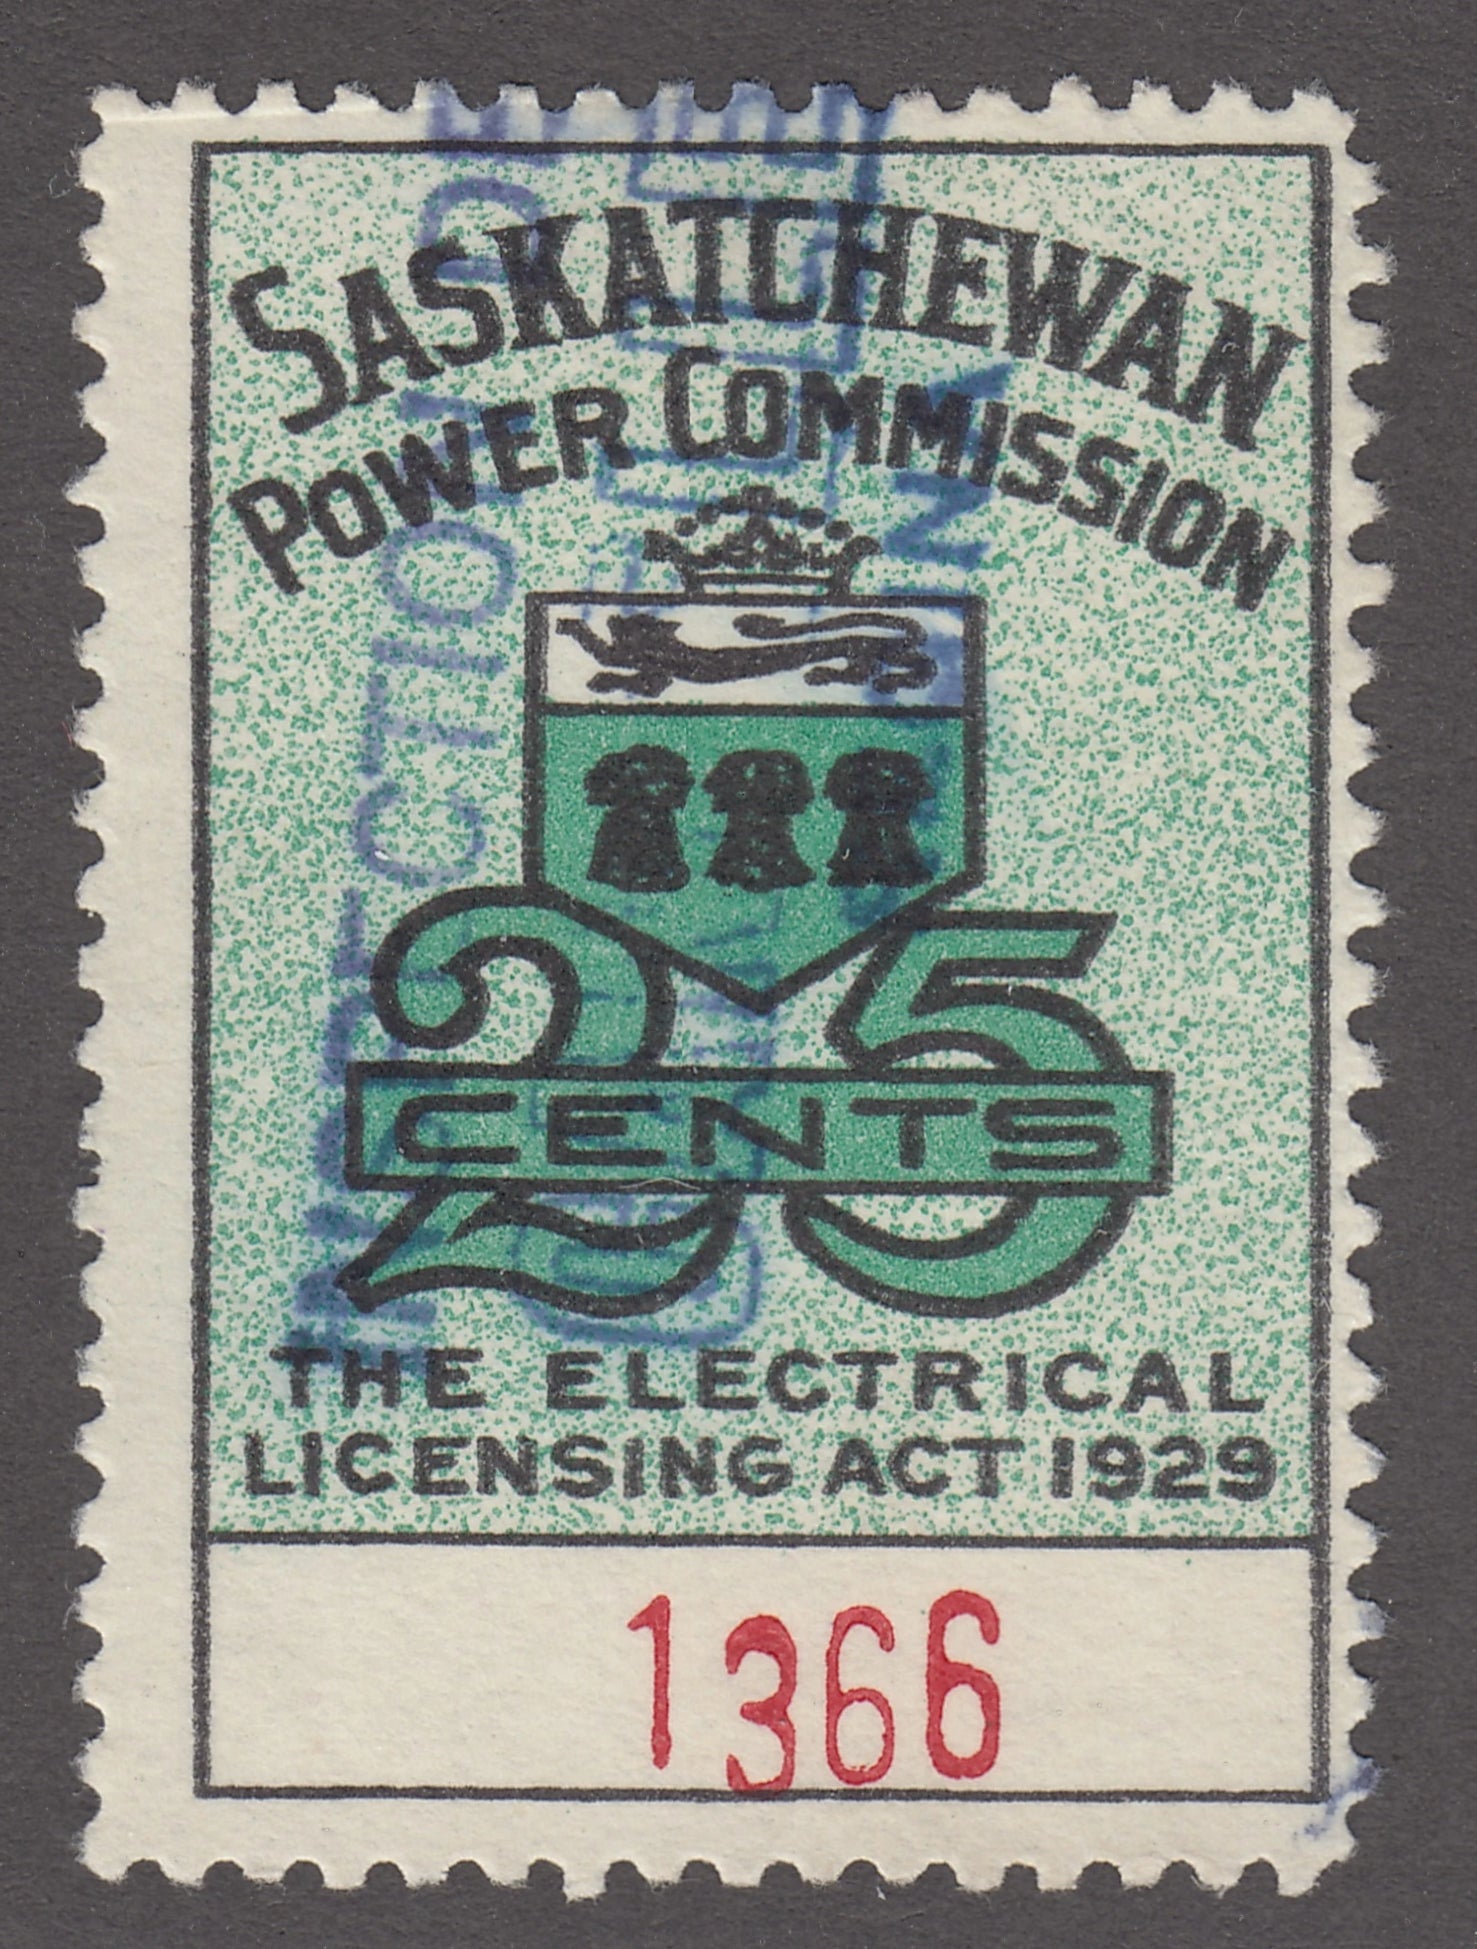 SASKATCHEWAN
POWER COMMISSION
25
CENTS
THE ELECTRICAL
LICENSING ACT 1929
1366